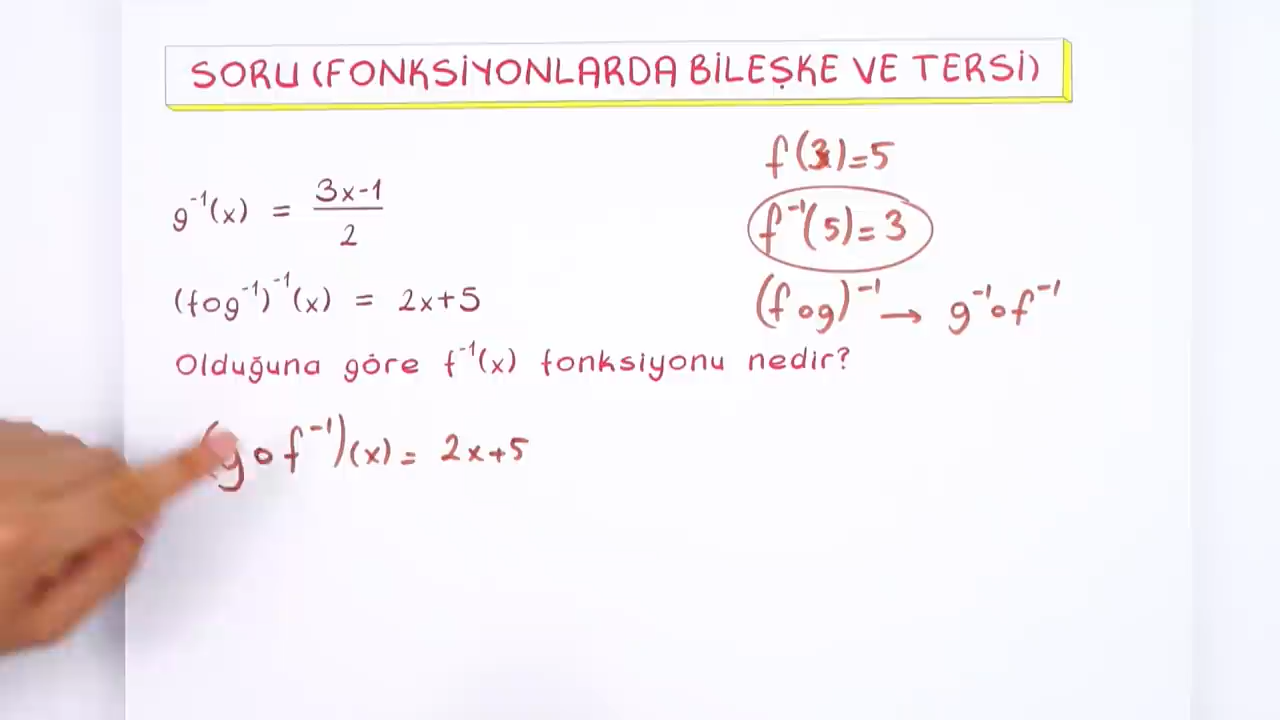 SORU (FONKSİYONLARDA BİLEŞKE VE TERSİ)
g⁻¹(x) = (3x-1)/2
(fog⁻¹)⁻¹(x) = 2x+5
Olduğuna göre f⁻¹(x) fonksiyonu nedir?
(gof⁻¹)(x) = 2x+5
f(3)=5
f⁻¹(5)=3
(fog)⁻¹ → g⁻¹of⁻¹